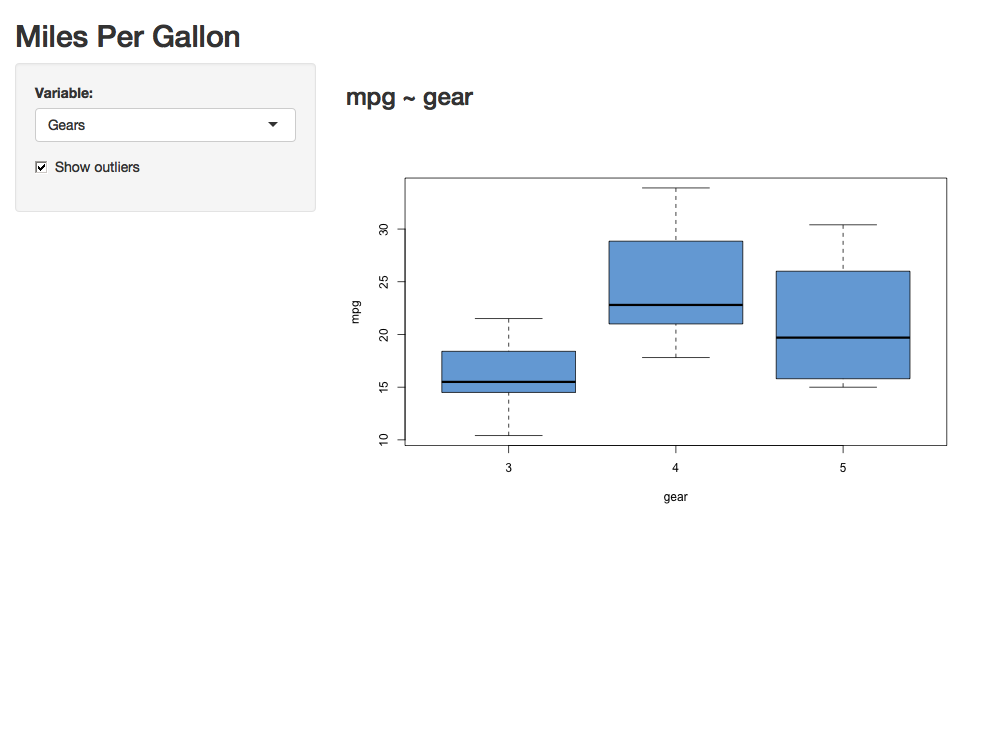 Miles Per Gallon
Variable:
Gears
Show outliers
mpg ~ gear
mpg
30
25
20
15
10
3 4 5
gear